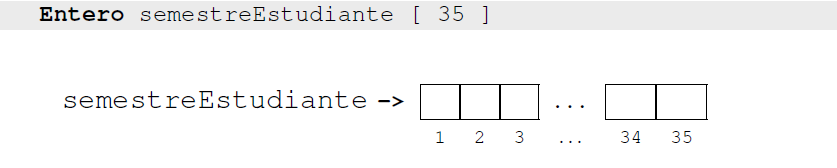 Entero semestreEstudiante [ 35 ]
semestreEstudiante -> ...
1 2 3 ... 34 35